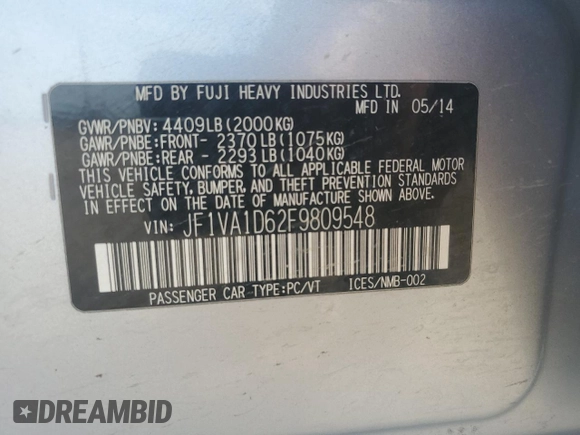 MFD BY FUJI HEAVY INDUSTRIES LTD.
MFD IN 05/14
GVWR/PNBV: 4409LB(2000KG)
GAWR/PNBE:FRONT- 2370 LB(1075KG)
GAWR/PNBE:REAR - 2293 LB(1040KG)
THIS VEHICLE CONFORMS TO ALL APPLICABLE FEDERAL MOTOR
VEHICLE SAFETY, BUMPER, AND THEFT PREVENTION STANDARDS
IN EFFECT ON THE DATE OF MANUFACTURE SHOWN ABOVE.
VIN: JF1VA1D62F9809548
PASSENGER CAR TYPE:PC/VT ICES/NMB-002
DREAMBID